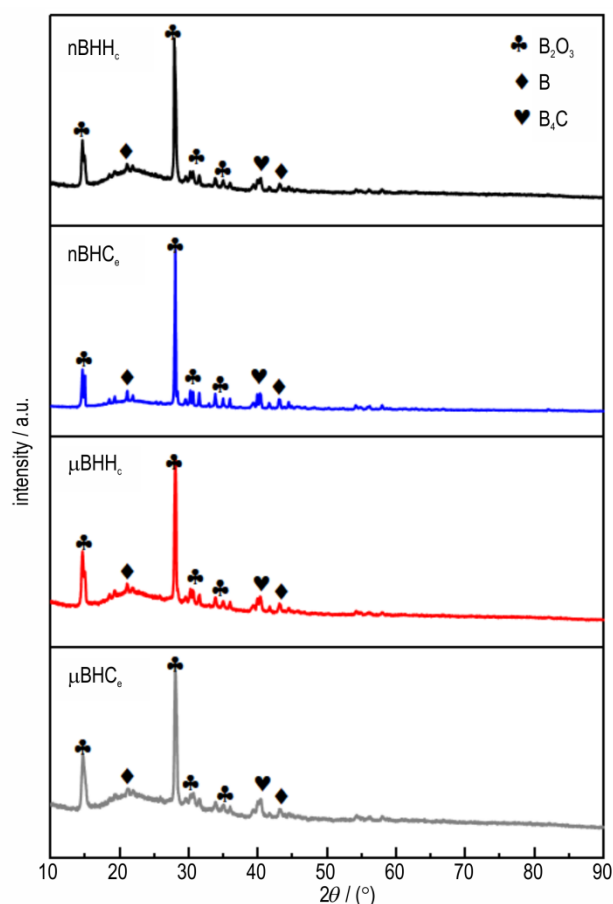 nBHHc
♣ B₂O₃
♦ B
♥ B₄C
nBHCe
μBHHc
μBHCe
intensity / a.u.
10 20 30 40 50 60 70 80 90
2θ / (°)